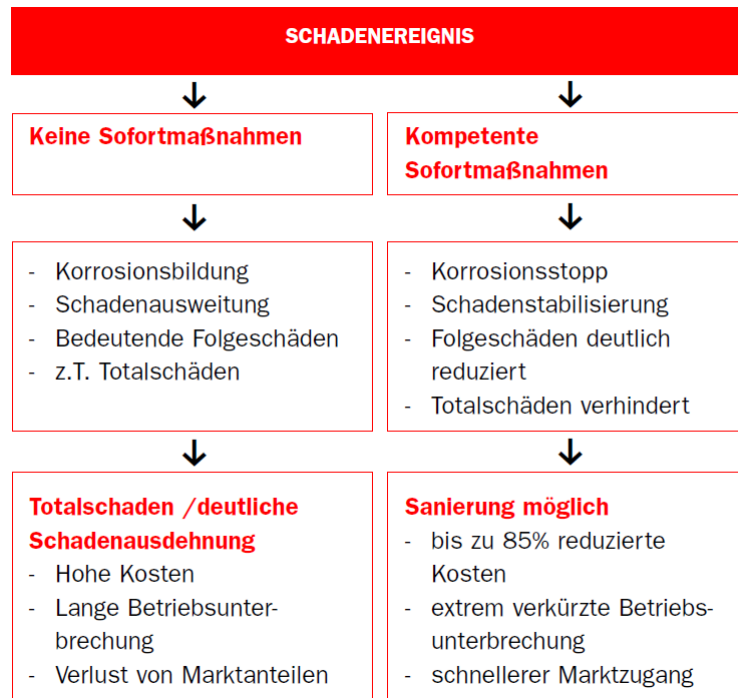 SCHADENEREIGNIS
Keine Sofortmaßnahmen
Kompetente
Sofortmaßnahmen
- Korrosionsbildung
- Schadenausweitung
- Bedeutende Folgeschäden
- z.T. Totalschäden
- Korrosionsstopp
- Schadenstabilisierung
- Folgeschäden deutlich
reduziert
- Totalschäden verhindert
Totalschaden /deutliche
Schadenausdehnung
- Hohe Kosten
- Lange Betriebsunter-
brechung
- Verlust von Marktanteilen
Sanierung möglich
- bis zu 85% reduzierte
Kosten
- extrem verkürzte Betriebs-
unterbrechung
- schnellerer Marktzugang